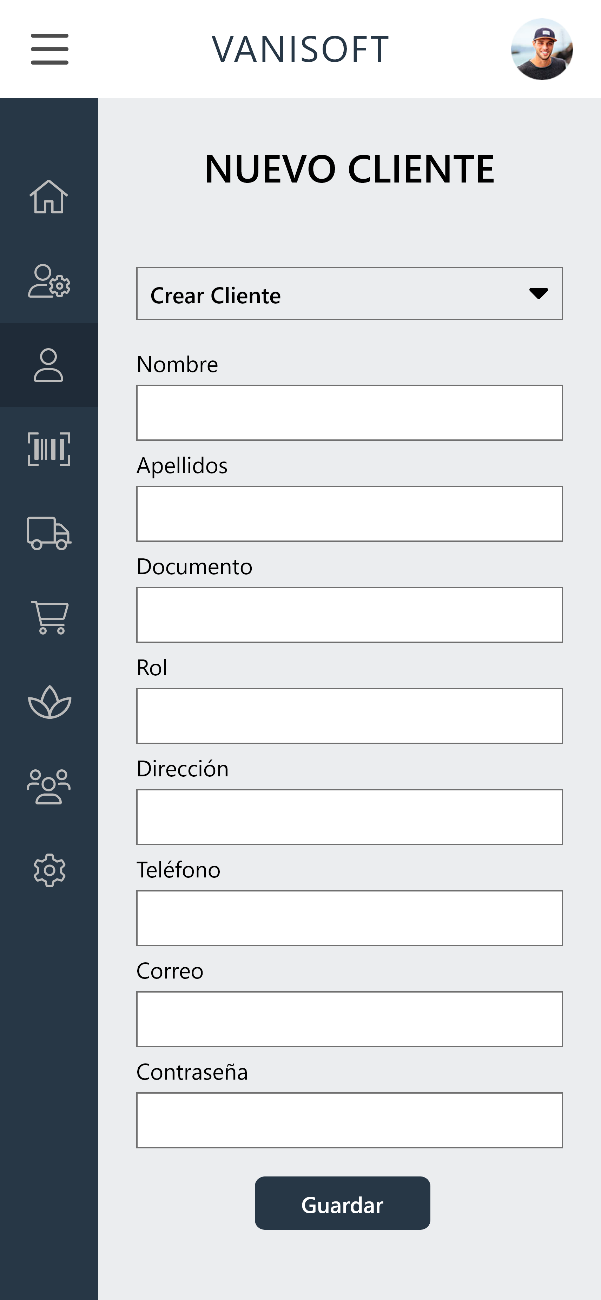 VANISOFT
NUEVO CLIENTE
Crear Cliente
Nombre
Apellidos
Documento
Rol
Dirección
Teléfono
Correo
Contraseña
Guardar